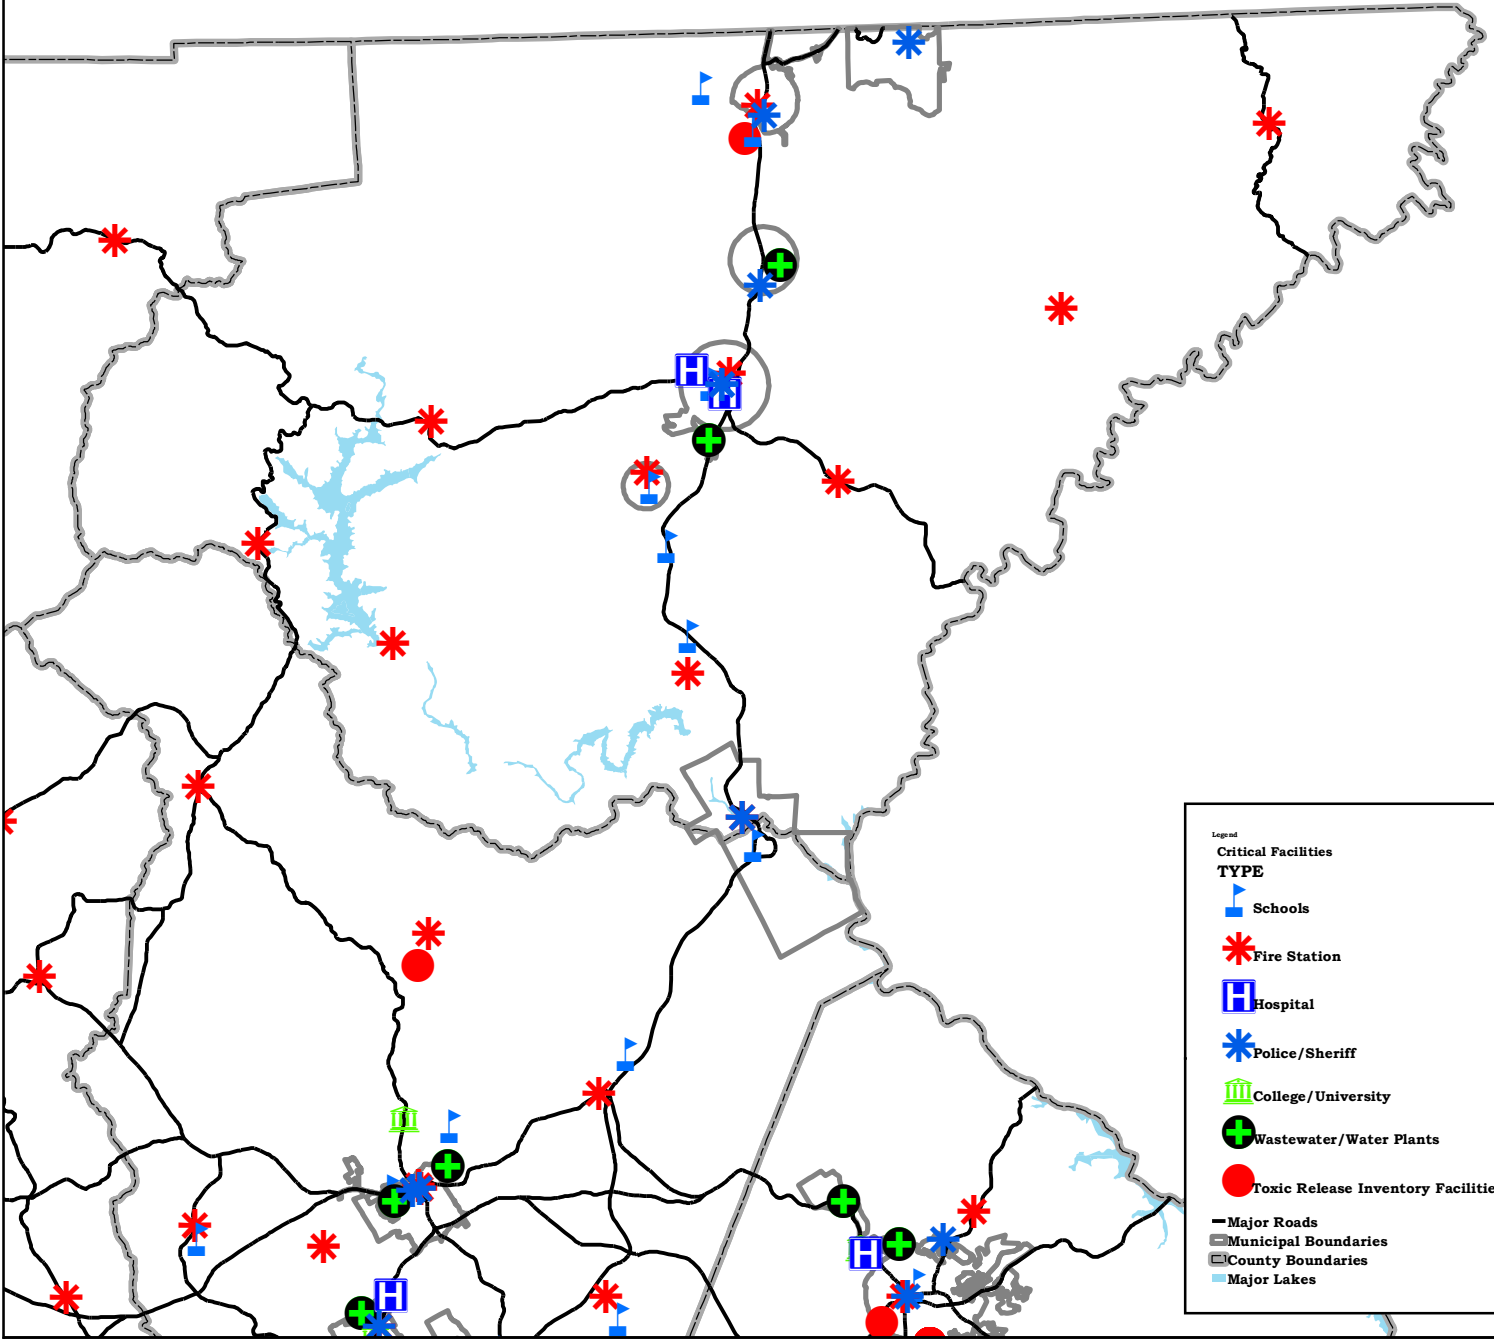 Legend
Critical Facilities
TYPE
Schools
Fire Station
Hospital
Police/Sheriff
College/University
Wastewater/Water Plants
Toxic Release Inventory Facilitie
Major Roads
Municipal Boundaries
County Boundaries
Major Lakes